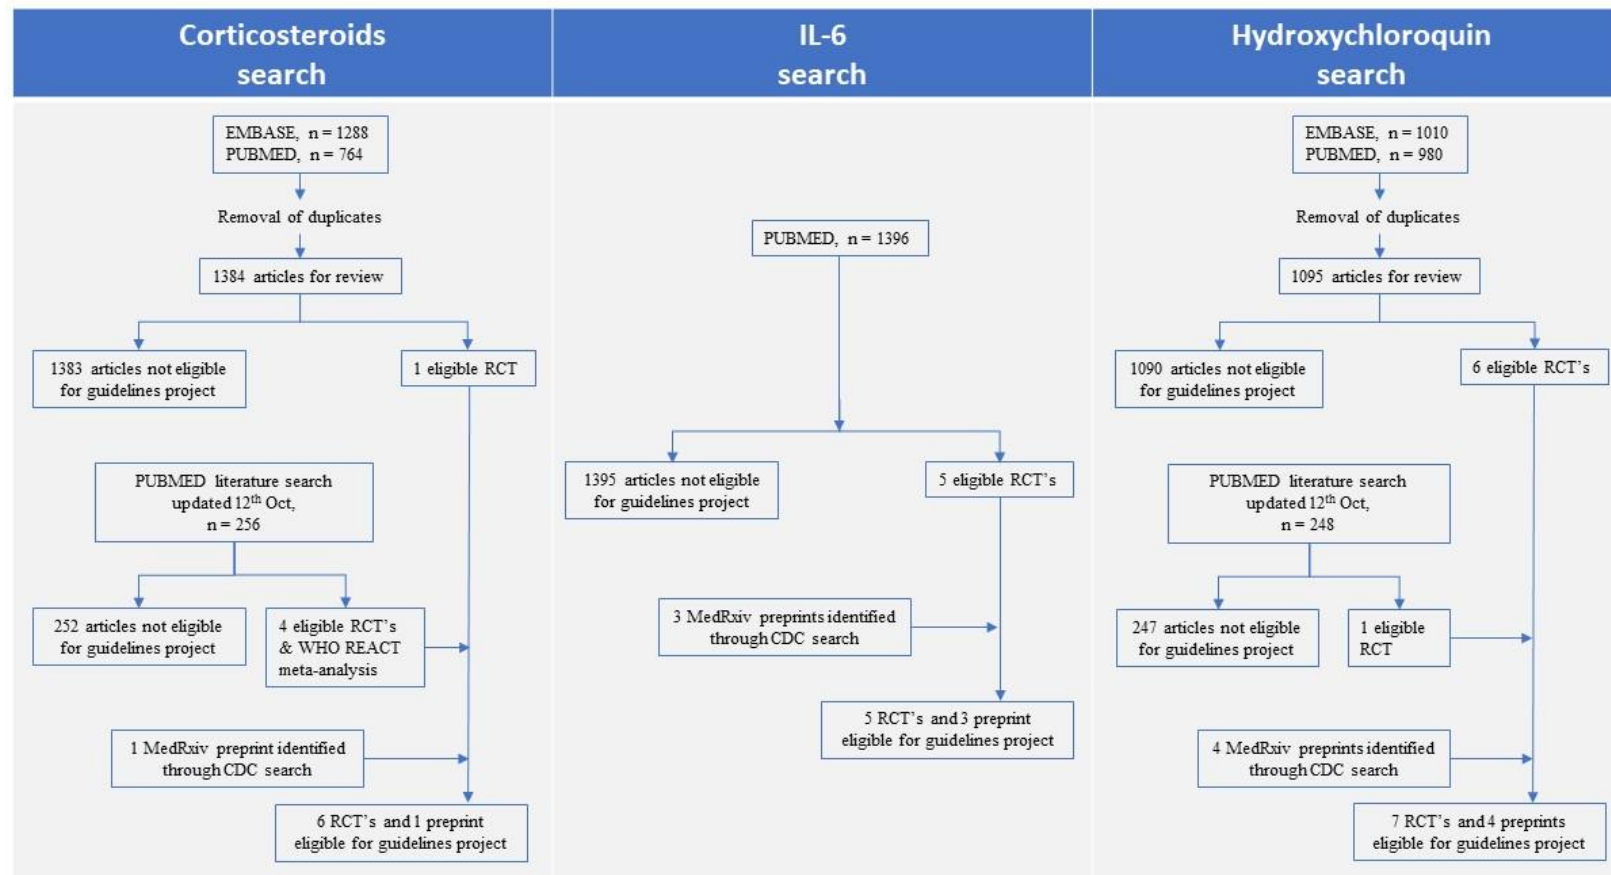 Corticosteroids
search
EMBASE, n = 1288
PUBMED, n = 764
Removal of duplicates
1384 articles for review
1383 articles not eligible
for guidelines project
1 eligible RCT
PUBMED literature search
updated 12th Oct,
n = 256
252 articles not eligible
for guidelines project
4 eligible RCT's
& WHO REACT
meta-analysis
1 MedRxiv preprint identified
through CDC search
6 RCT's and 1 preprint
eligible for guidelines project
IL-6
search
PUBMED, n = 1396
1395 articles not eligible
for guidelines project
5 eligible RCT's
3 MedRxiv preprints identified
through CDC search
5 RCT's and 3 preprint
eligible for guidelines project
Hydroxychloroquin
search
EMBASE, n = 1010
PUBMED, n = 980
Removal of duplicates
1095 articles for review
1090 articles not eligible
for guidelines project
6 eligible RCT's
PUBMED literature search
updated 12th Oct,
n = 248
247 articles not eligible
for guidelines project
1 eligible
RCT
4 MedRxiv preprints identified
through CDC search
7 RCT's and 4 preprints
eligible for guidelines project